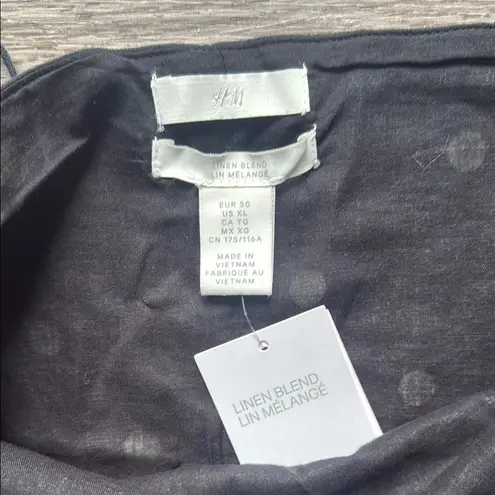 H&M
LINEN BLEND
LIN MÉLANGÉ
EUR 50
US XL
CA TG
MX XG
CN 175/116A
MADE IN
VIETNAM
FABRIQUÉ AU
VIETNAM
LINEN BLEND
LIN MÉLANGÉ